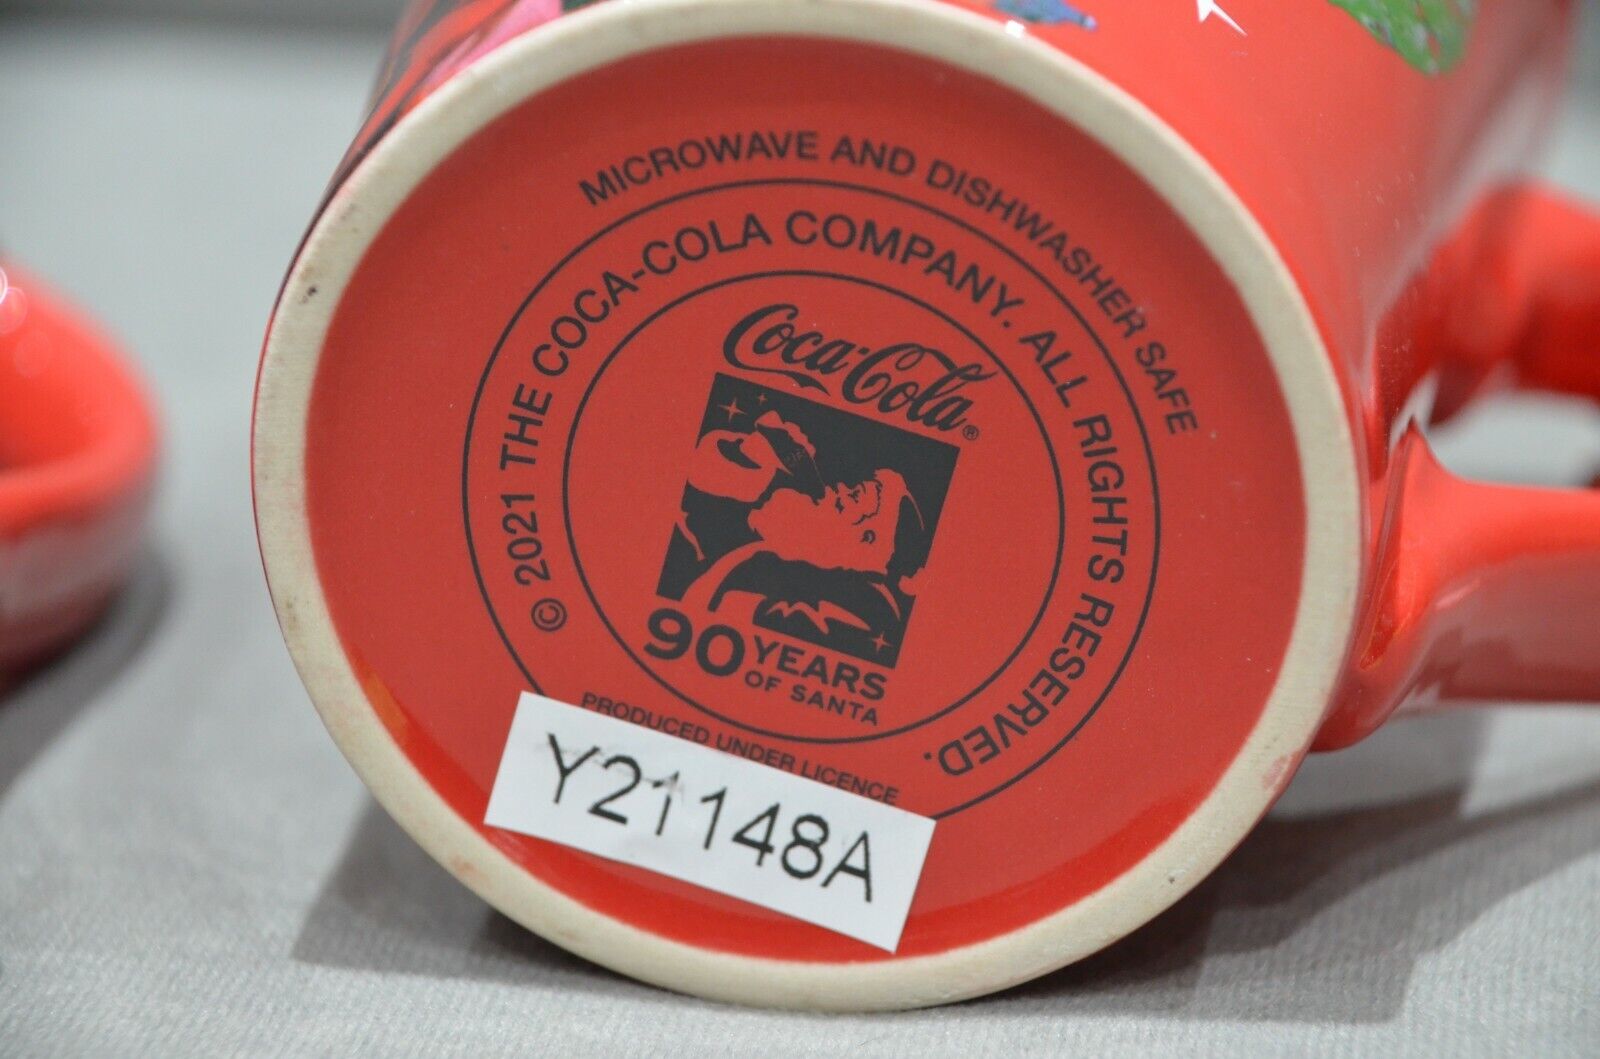 MICROWAVE AND DISHWASHER SAFE
© 2021 THE COCA-COLA COMPANY. ALL RIGHTS RESERVED.
Coca-Cola®
90 YEARS
OF SANTA
PRODUCED UNDER LICENCE
Y21148A